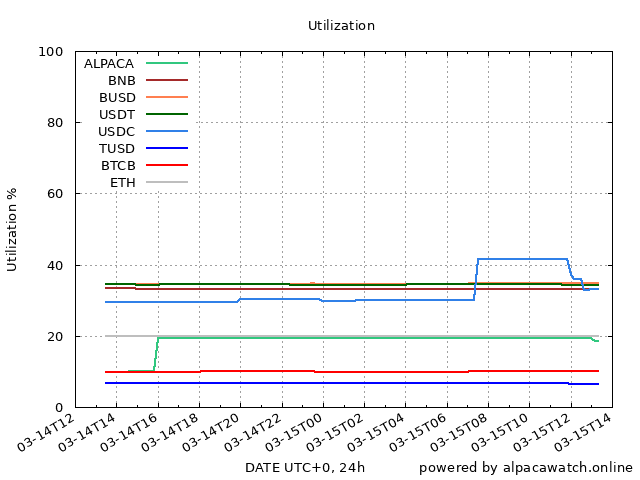 Utilization
100
80
60
40
20
0
Utilization %
ALPACA
BNB
BUSD
USDT
USDC
TUSD
BTCB
ETH
03-14T12
03-14T14
03-14T16
03-14T18
03-14T20
03-14T22
03-15T00
03-15T02
03-15T04
03-15T06
03-15T08
03-15T10
03-15T12
03-15T14
DATE UTC+0, 24h
powered by alpacawatch.online